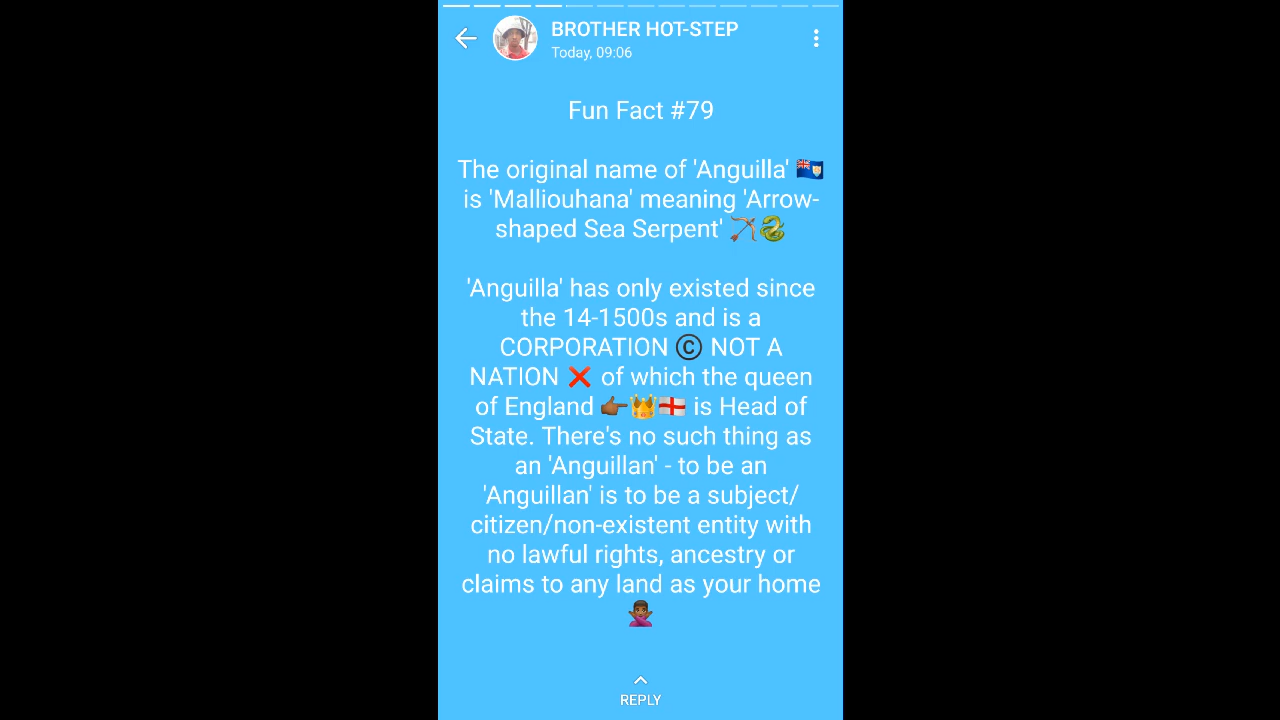 BROTHER HOT-STEP
Today, 09:06
Fun Fact #79
The original name of 'Anguilla' 🇦🇮
is 'Malliouhana' meaning 'Arrow-
shaped Sea Serpent' 🏹🐍
'Anguilla' has only existed since
the 14-1500s and is a
CORPORATION ©️ NOT A
NATION ❌ of which the queen
of England 👉🏾👑🏴󠁧󠁢󠁥󠁮󠁧󠁿 is Head of
State. There's no such thing as
an 'Anguillan' - to be an
'Anguillan' is to be a subject/
citizen/non-existent entity with
no lawful rights, ancestry or
claims to any land as your home
🙅🏾‍♂️
REPLY